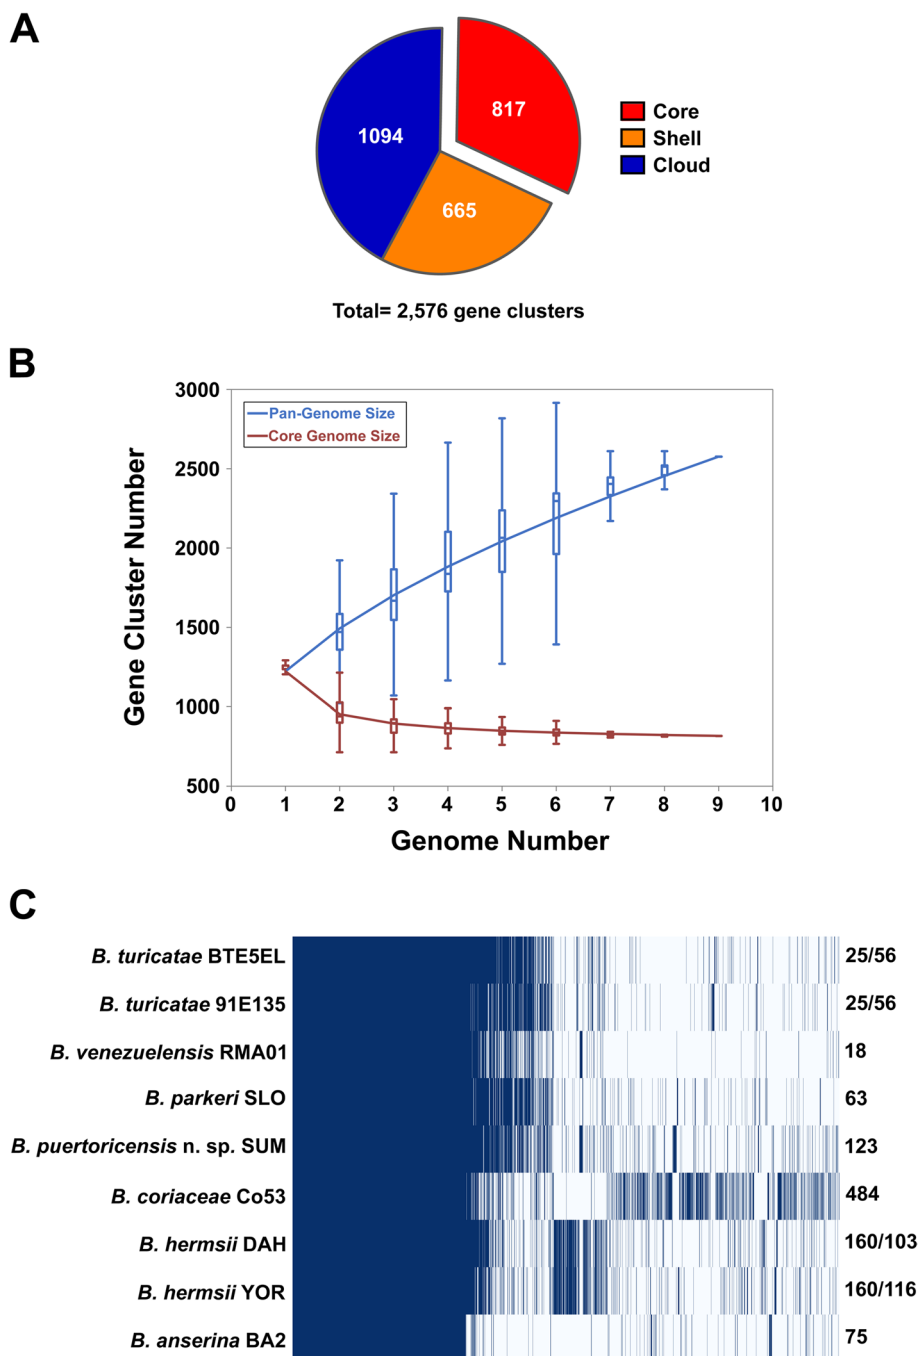 A
817
1094
665
Core
Shell
Cloud
Total= 2,576 gene clusters
B
Gene Cluster Number
3000
2500
2000
1500
1000
500
Pan-Genome Size
Core Genome Size
0 1 2 3 4 5 6 7 8 9 10
Genome Number
C
B. turicatae BTE5EL 25/56
B. turicatae 91E135 25/56
B. venezuelensis RMA01 18
B. parkeri SLO 63
B. puertoricensis n. sp. SUM 123
B. coriaceae Co53 484
B. hermsii DAH 160/103
B. hermsii YOR 160/116
B. anserina BA2 75